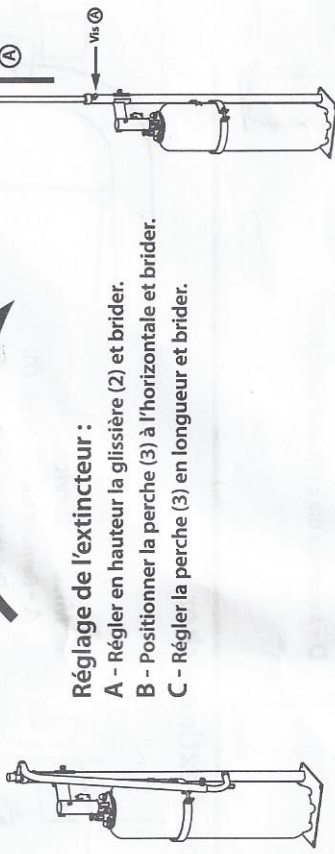 Réglage de l'extincteur :
A - Régler en hauteur la glissière (2) et brider.
B - Positionner la perche (3) à l'horizontale et brider.
C - Régler la perche (3) en longueur et brider.
A
Vis A